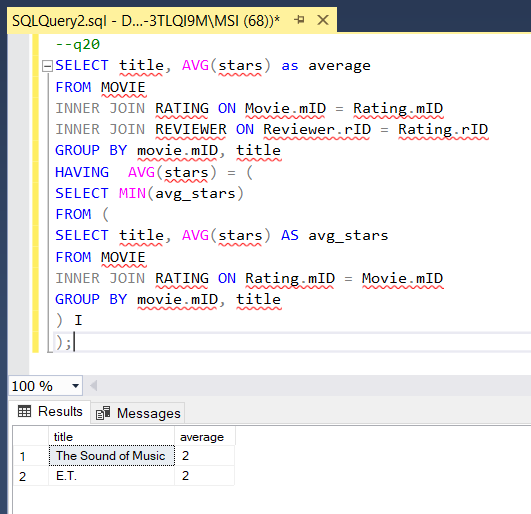 SQLQuery2.sql - D...-3TLQI9M\MSI (68))*
--q20
SELECT title, AVG(stars) as average
FROM MOVIE
INNER JOIN RATING ON Movie.mID = Rating.mID
INNER JOIN REVIEWER ON Reviewer.rID = Rating.rID
GROUP BY movie.mID, title
HAVING  AVG(stars) = (
SELECT MIN(avg_stars)
FROM (
SELECT title, AVG(stars) AS avg_stars
FROM MOVIE
INNER JOIN RATING ON Rating.mID = Movie.mID
GROUP BY movie.mID, title
) I
);
100 %
Results Messages
title average
1 The Sound of Music 2
2 E.T. 2